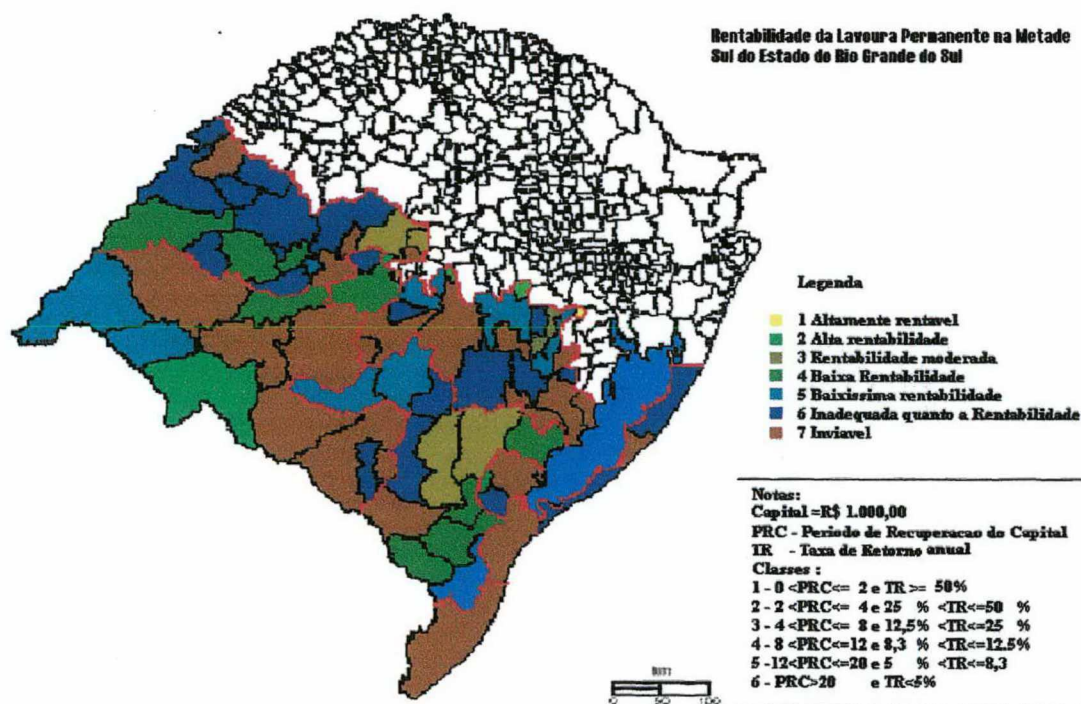 Rentabilidade da Lavoura Permanente na Metade
Sul do Estado do Rio Grande do Sul
Legenda
1 Altamente rentavel
2 Alta rentabilidade
3 Rentabilidade moderada
4 Baixa Rentabilidade
5 Baixissima rentabilidade
6 Inadequada quanto a Rentabilidade
7 Inviavel
Notas:
Capital =R$ 1.000,00
PRC - Periodo de Recuperacao do Capital
TR - Taxa de Retorno anual
Classes :
1 - 0 <PRC<= 2 e TR >= 50%
2 - 2 <PRC<= 4 e 25 % <TR<=50 %
3 - 4 <PRC<= 8 e 12,5% <TR<=25 %
4 - 8 <PRC<=12 e 8,3 % <TR<=12.5%
5 -12<PRC<=20 e 5 % <TR<=8,3
6 - PRC>20 e TR<5%
0 50 100